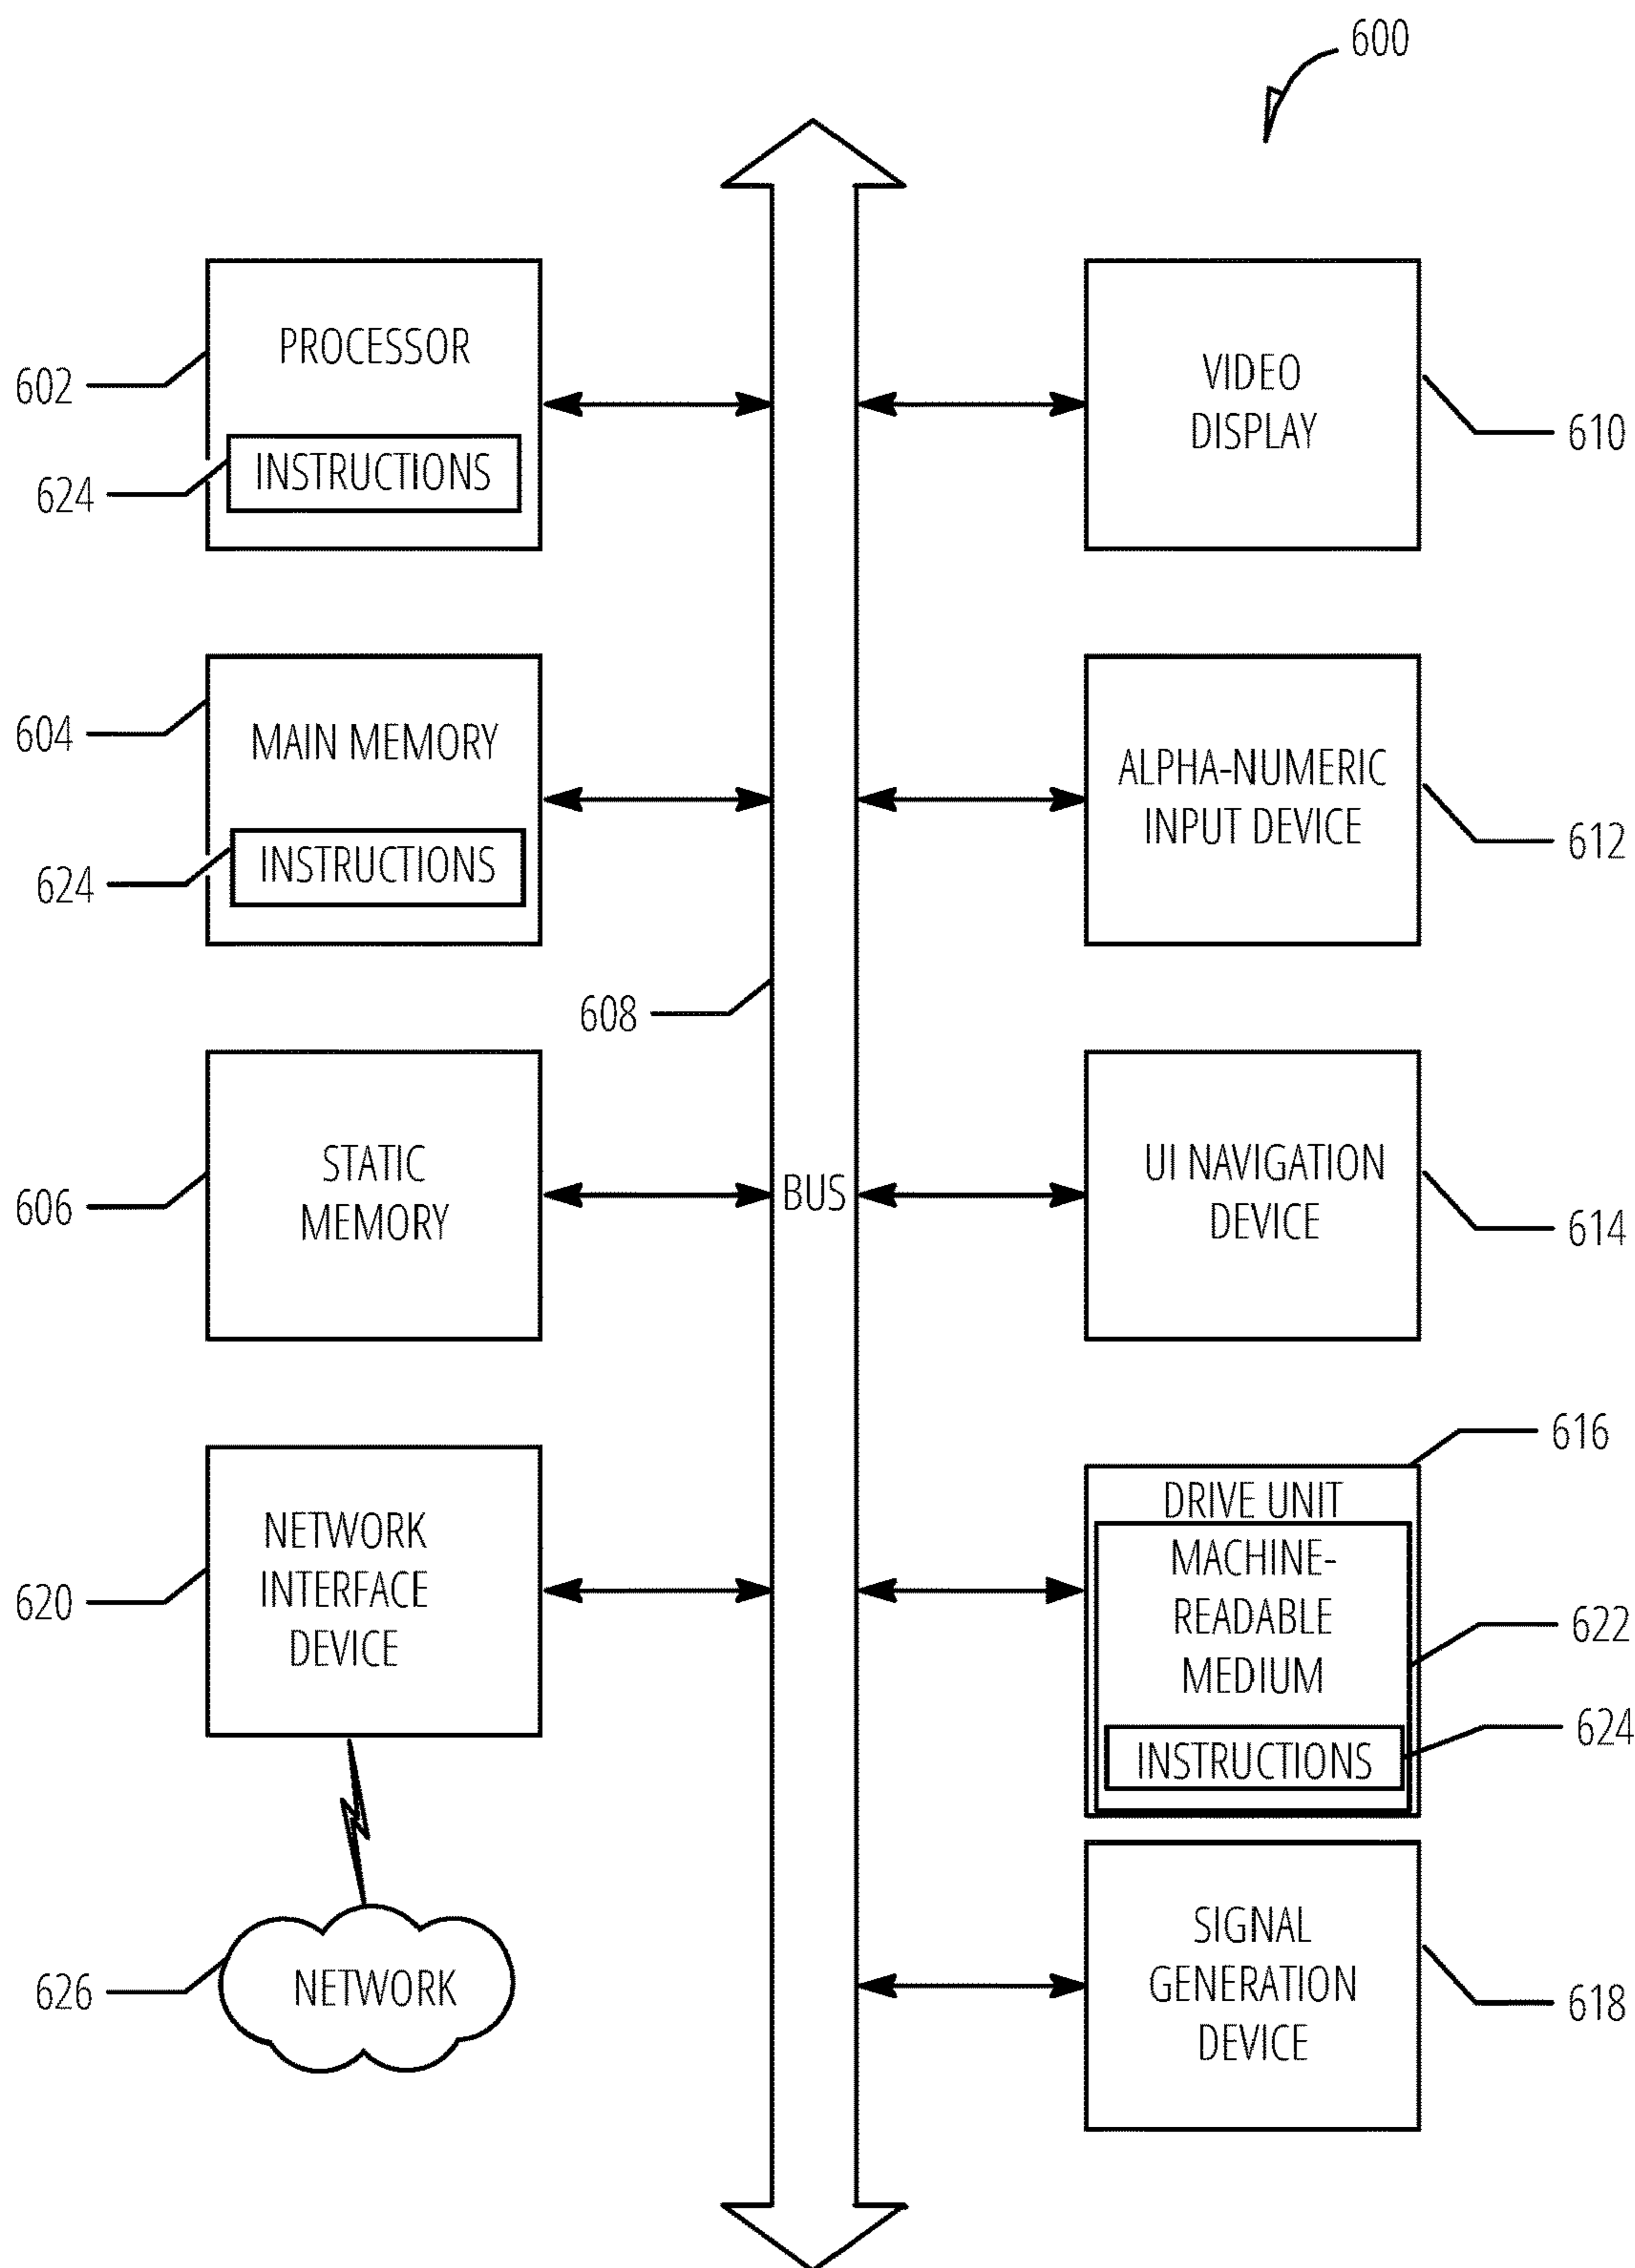 600
PROCESSOR
602
INSTRUCTIONS
624
VIDEO
DISPLAY
610
MAIN MEMORY
604
INSTRUCTIONS
624
ALPHA-NUMERIC
INPUT DEVICE
612
608
STATIC
MEMORY
606
BUS
UI NAVIGATION
DEVICE
614
NETWORK
INTERFACE
DEVICE
620
616
DRIVE UNIT
MACHINE-
READABLE
MEDIUM
622
INSTRUCTIONS
624
NETWORK
626
SIGNAL
GENERATION
DEVICE
618